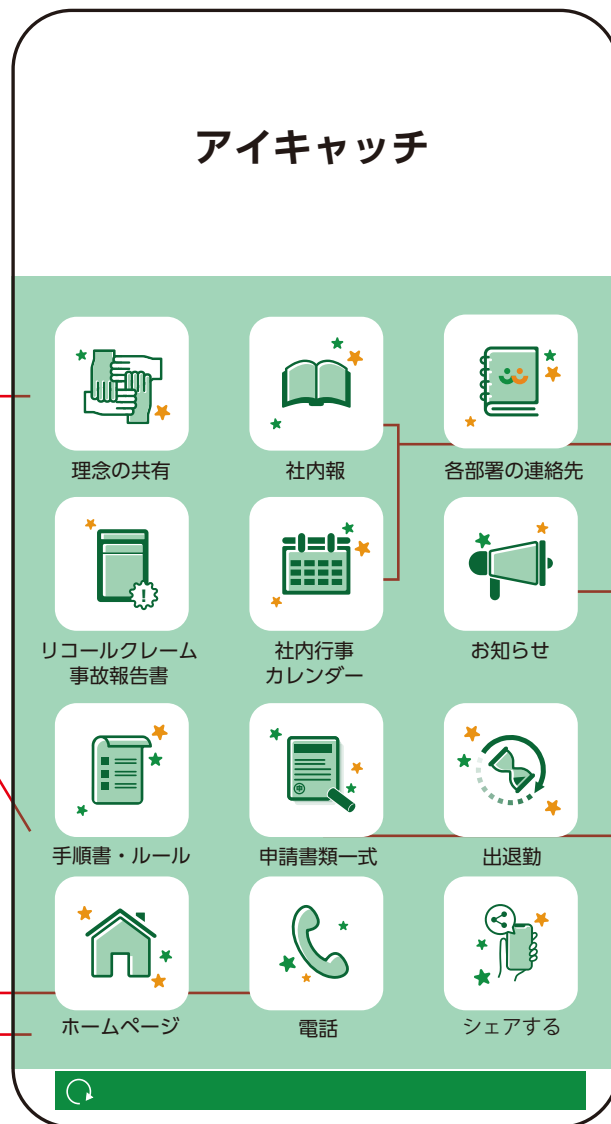 アイキャッチ
理念の共有
社内報
各部署の連絡先
リコールクレーム
事故報告書
社内行事
カレンダー
お知らせ
手順書・ルール
申請書類一式
出退勤
ホームページ
電話
シェアする